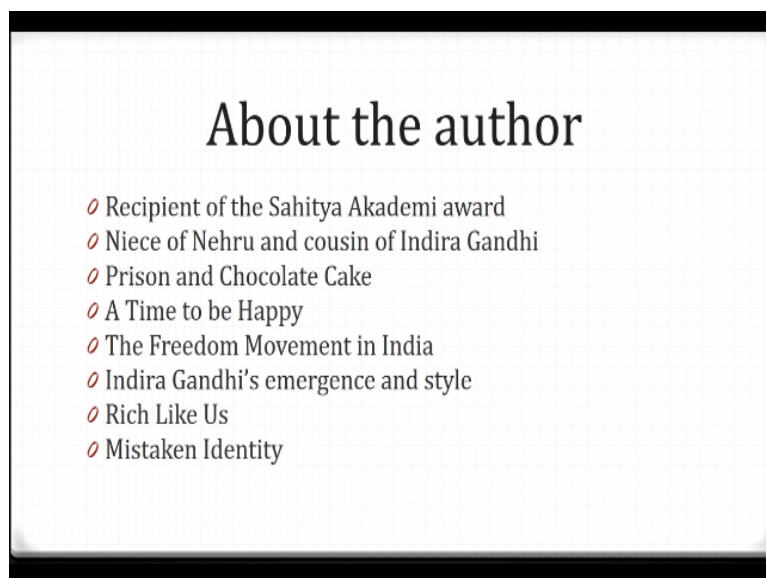 About the author
Recipient of the Sahitya Akademi award
Niece of Nehru and cousin of Indira Gandhi
Prison and Chocolate Cake
A Time to be Happy
The Freedom Movement in India
Indira Gandhi’s emergence and style
Rich Like Us
Mistaken Identity